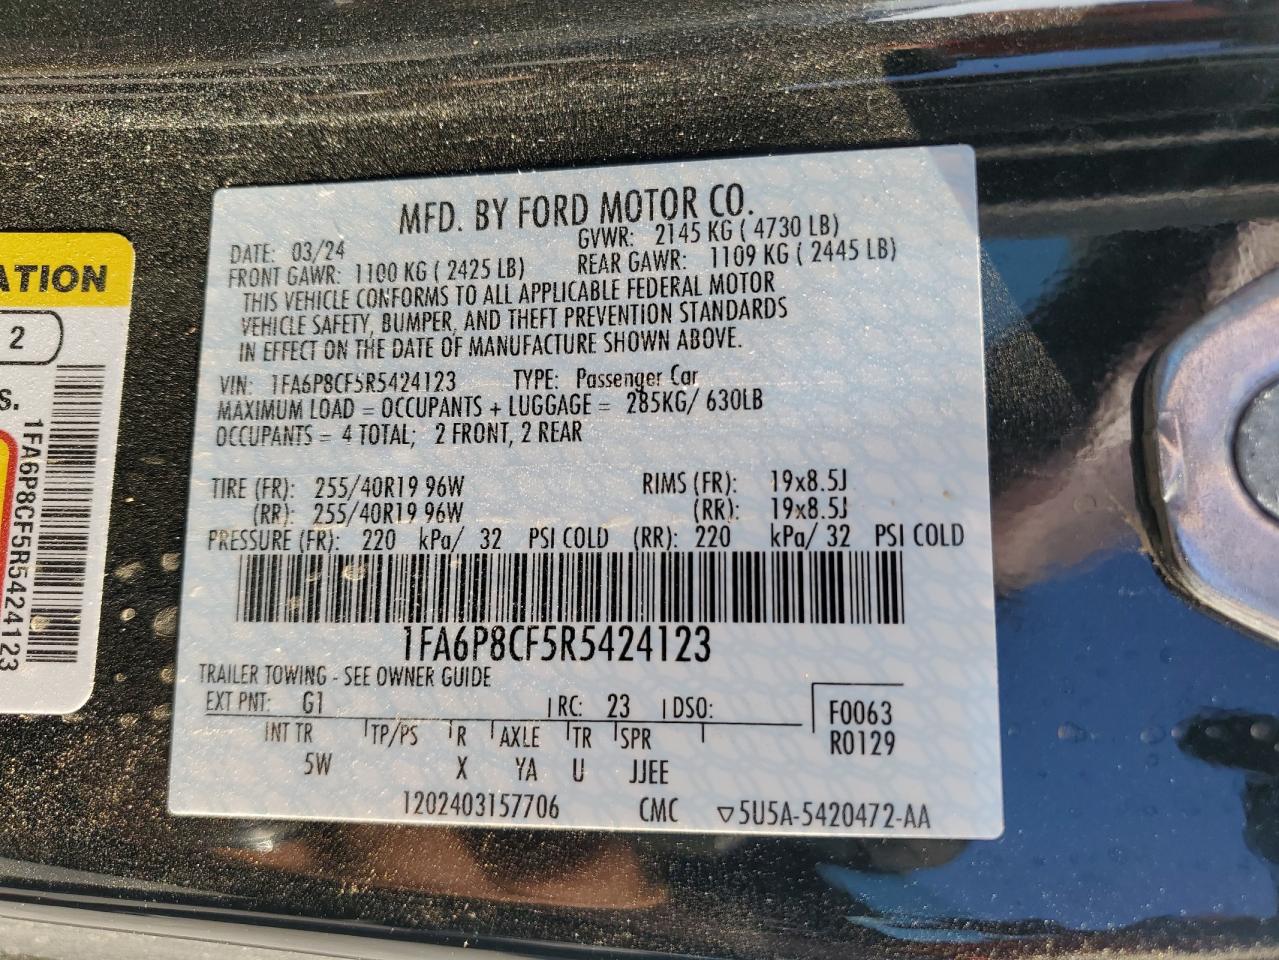 MFD. BY FORD MOTOR CO.
DATE: 03/24 GVWR: 2145 KG ( 4730 LB)
FRONT GAWR: 1100 KG ( 2425 LB) REAR GAWR: 1109 KG ( 2445 LB)
THIS VEHICLE CONFORMS TO ALL APPLICABLE FEDERAL MOTOR
VEHICLE SAFETY, BUMPER, AND THEFT PREVENTION STANDARDS
IN EFFECT ON THE DATE OF MANUFACTURE SHOWN ABOVE.
VIN: 1FA6P8CF5R5424123 TYPE: Passenger Car
MAXIMUM LOAD = OCCUPANTS + LUGGAGE = 285KG/ 630LB
OCCUPANTS = 4 TOTAL; 2 FRONT, 2 REAR
TIRE (FR): 255/40R19 96W RIMS (FR): 19x8.5J
(RR): 255/40R19 96W (RR): 19x8.5J
PRESSURE (FR): 220 kPa/ 32 PSI COLD (RR): 220 kPa/ 32 PSI COLD
1FA6P8CF5R5424123
TRAILER TOWING - SEE OWNER GUIDE
EXT PNT: G1 RC: 23 DSO: F0063
INT TR TP/PS R AXLE TR SPR R0129
5W X YA U JJEE
1202403157706 CMC ▽5U5A-5420472-AA
ATION
2
S.
1FA6P8CF5R5424123